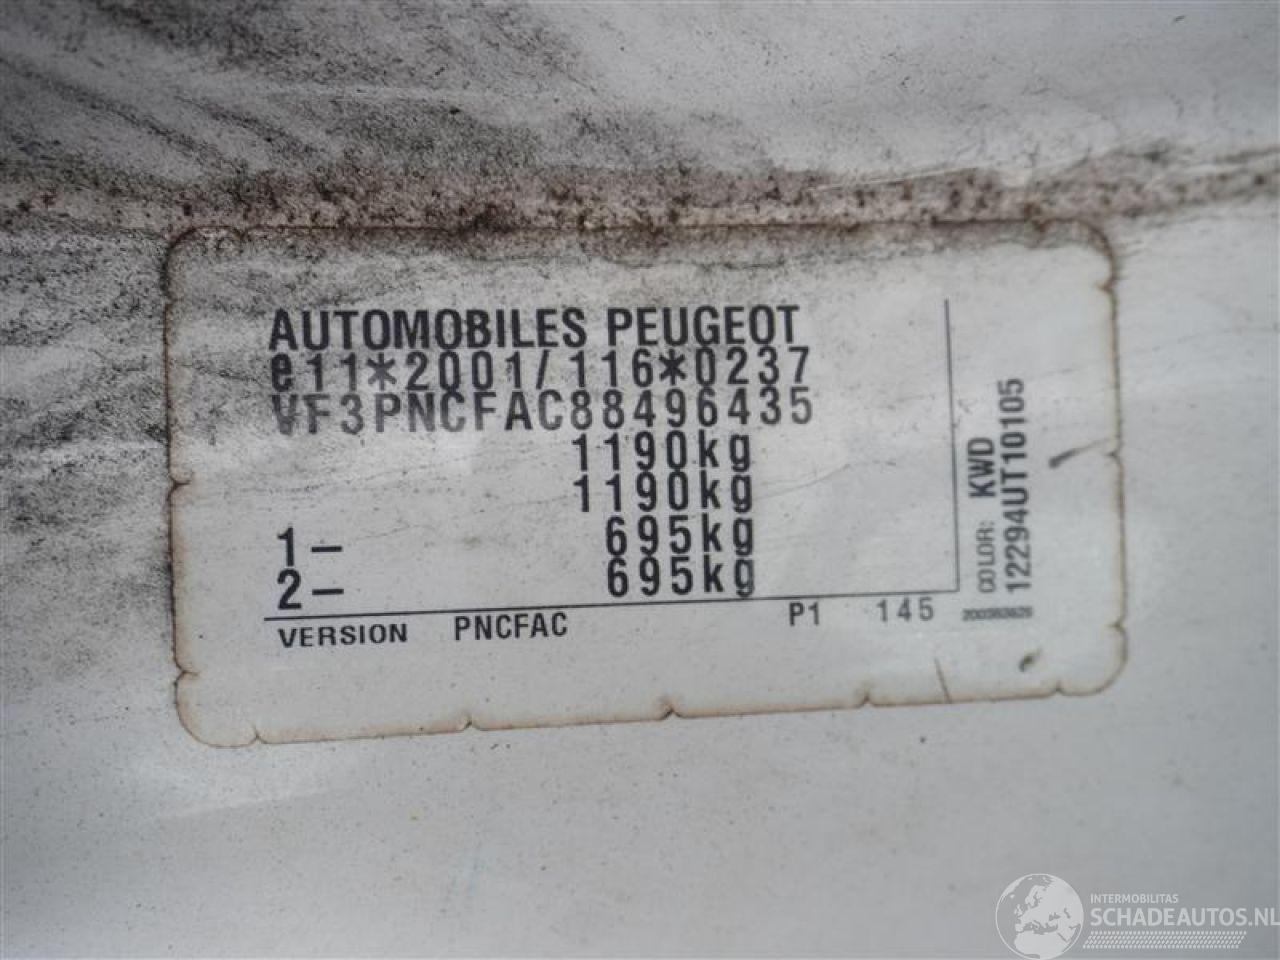 AUTOMOBILES PEUGEOT
e11*2001/116*0237
VF3PNCFAC88496435
1190kg
1190kg
1- 695kg
2- 695kg
VERSION PNCFAC P1 145
COLOR: KWD
12294UT10105
INTERMOBILITAS
SCHADEAUTOS.NL